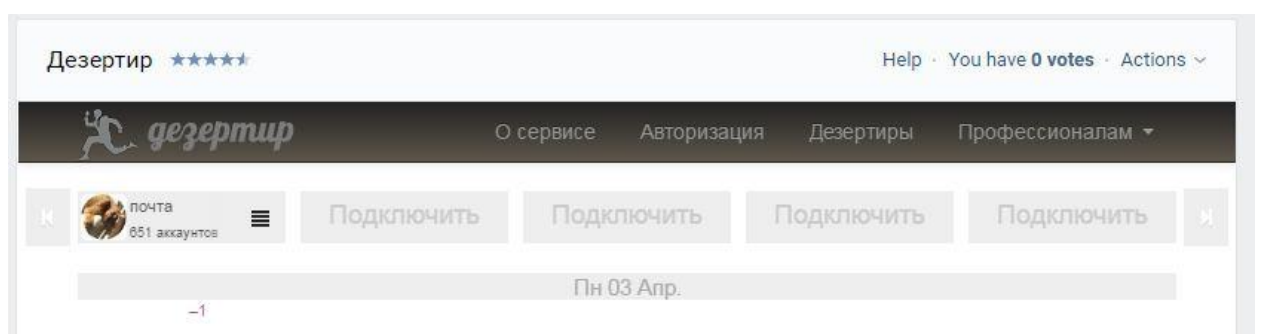 Дезертир
Help · You have 0 votes · Actions
дезертир
О сервисе Авторизация Дезертиры Профессионалам
почта
651 аккаунтов
Подключить Подключить Подключить Подключить
Пн 03 Апр.
–1